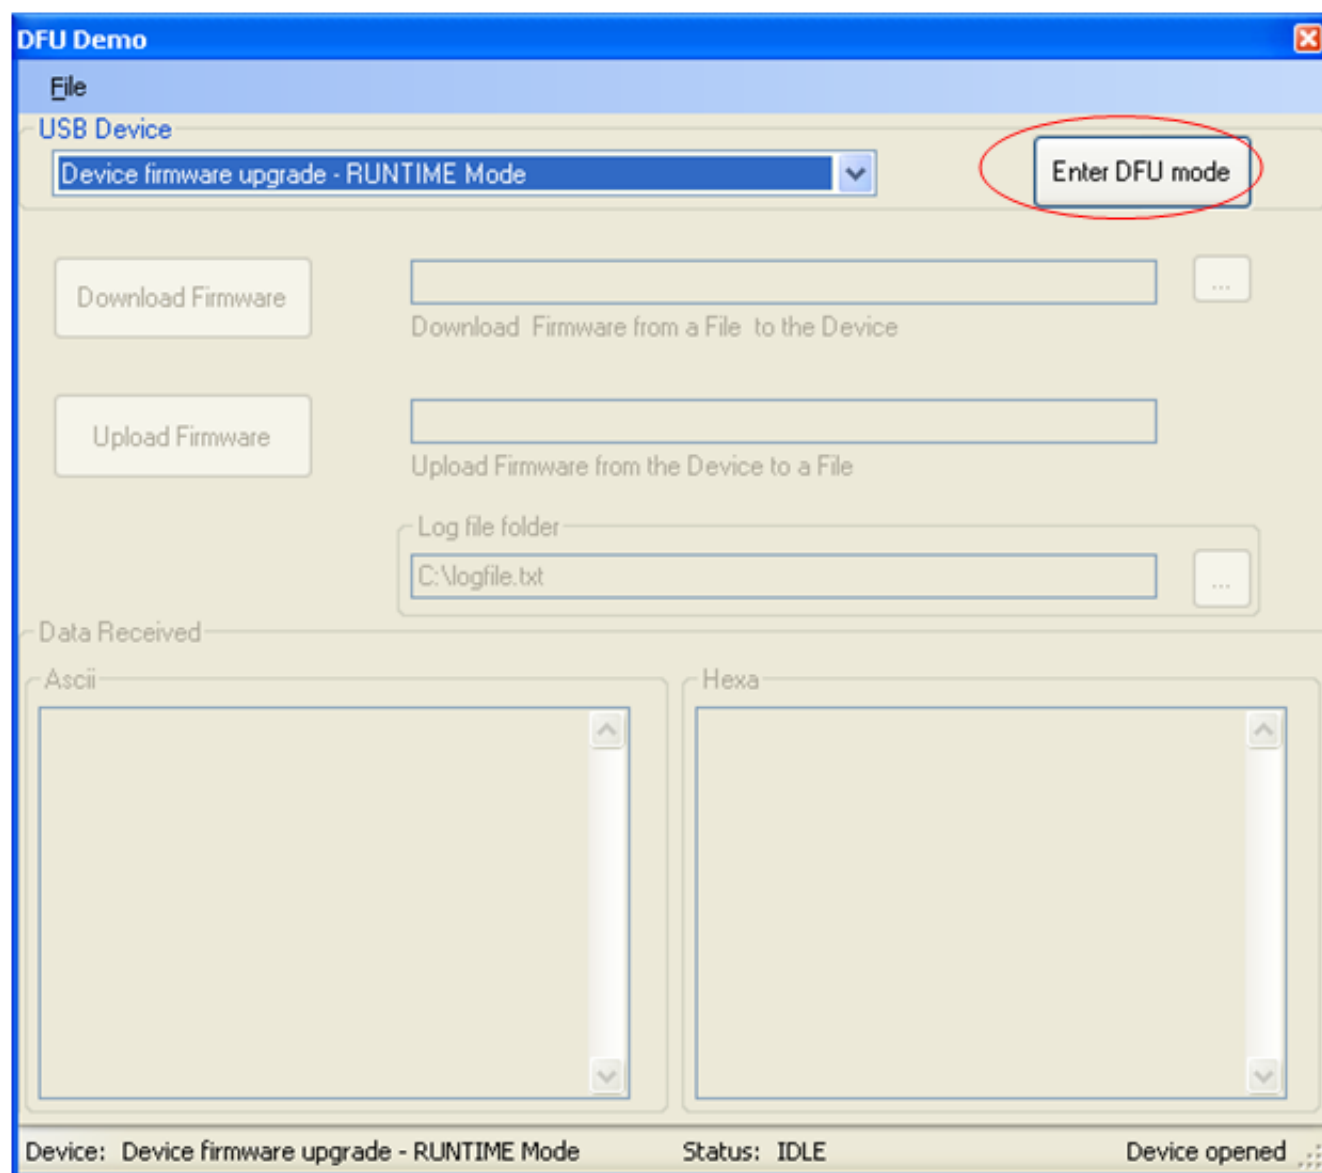 DFU Demo
File
USB Device
Device firmware upgrade - RUNTIME Mode
Enter DFU mode
Download Firmware
...
Download  Firmware from a File  to the Device
Upload Firmware
Upload Firmware from the Device to a File
Log file folder
C:\logfile.txt
...
Data Received
Ascii
Hexa
Device:  Device firmware upgrade - RUNTIME Mode
Status:  IDLE
Device opened